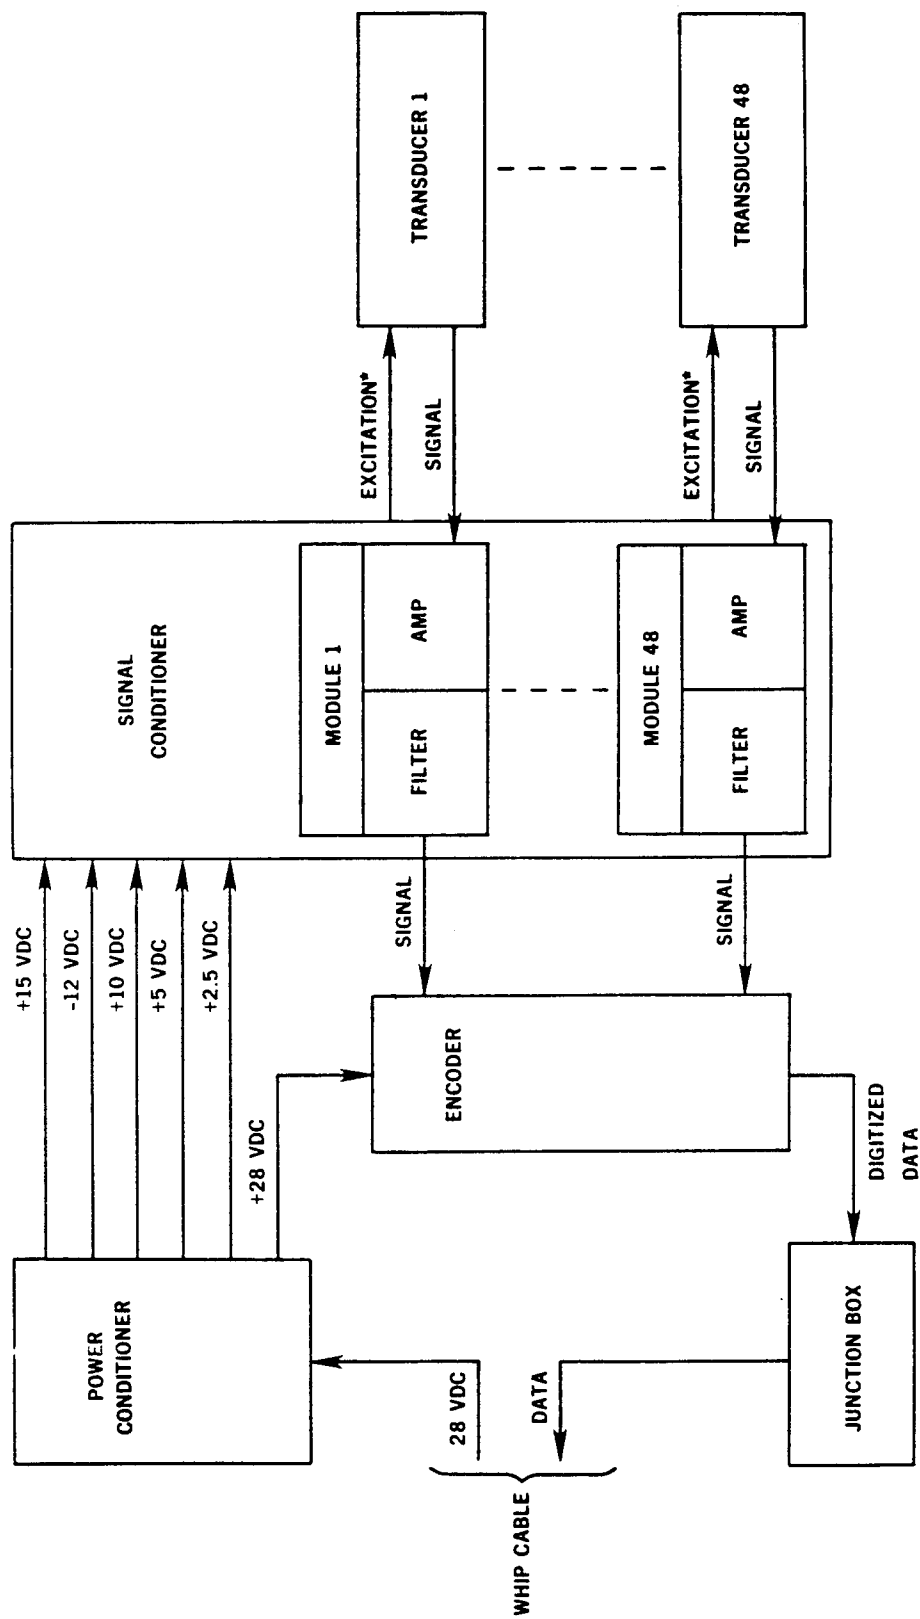 POWER
CONDITIONER
+15 VDC
-12 VDC
+10 VDC
+5 VDC
+2.5 VDC
+28 VDC
SIGNAL
CONDITIONER
MODULE 1
FILTER
AMP
EXCITATION*
SIGNAL
TRANSDUCER 1
SIGNAL
MODULE 48
FILTER
AMP
EXCITATION*
SIGNAL
TRANSDUCER 48
SIGNAL
ENCODER
WHIP CABLE
28 VDC
DATA
JUNCTION BOX
DIGITIZED
DATA